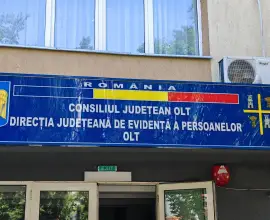 ROMÂNIA
CONSILIUL JUDEȚEAN OLT
DIRECȚIA JUDEȚEANĂ DE EVIDENȚĂ A PERSOANELOR
OLT